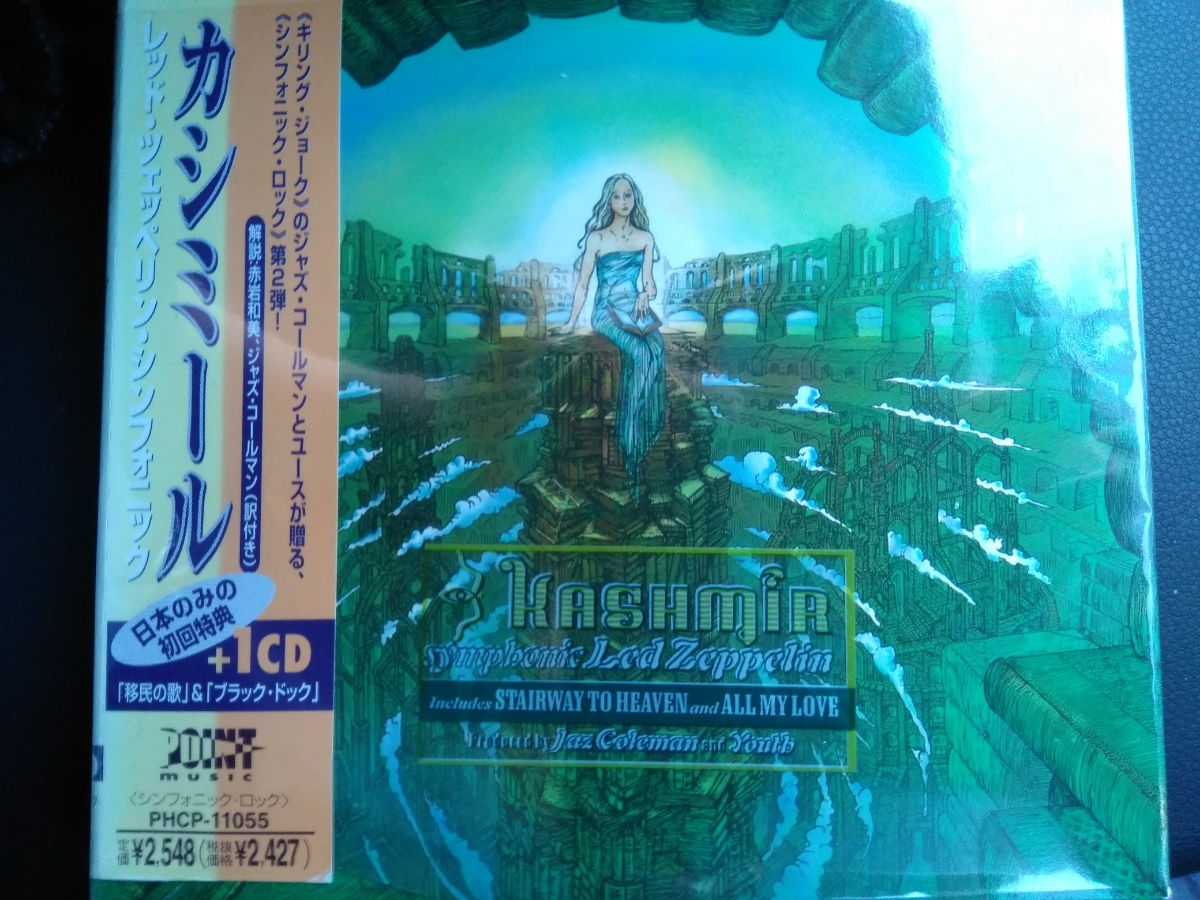 《キリング・ジョーク》のジャズ・コールマンとユースが贈る、
《シンフォニック・ロック》第2弾!
解説:赤岩和美、ジャズ・コールマン(訳付き)
カシミール
レッド・ツェッペリン・シンフォニック
日本のみの
初回特典
+1CD
「移民の歌」&「ブラック・ドック」
POINT
MUSIC
〈シンフォニック・ロック〉
PHCP-11055
定価¥2,548(税抜価格¥2,427)
KASHMIR
Symphonic Led Zeppelin
Includes STAIRWAY TO HEAVEN and ALL MY LOVE
Produced by Jaz Coleman and Youth